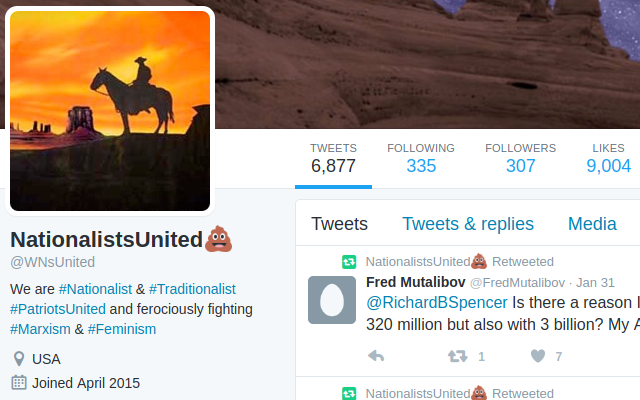 TWEETS FOLLOWING FOLLOWERS LIKES
6,877 335 307 9,004
Tweets Tweets & replies Media
NationalistsUnited💩
@WNsUnited
We are #Nationalist & #Traditionalist
#PatriotsUnited and ferociously fighting
#Marxism & #Feminism
USA
Joined April 2015
NationalistsUnited💩 Retweeted
Fred Mutalibov @FredMutalibov · Jan 31
@RichardBSpencer Is there a reason I
320 million but also with 3 billion? My A
1 7
NationalistsUnited💩 Retweeted